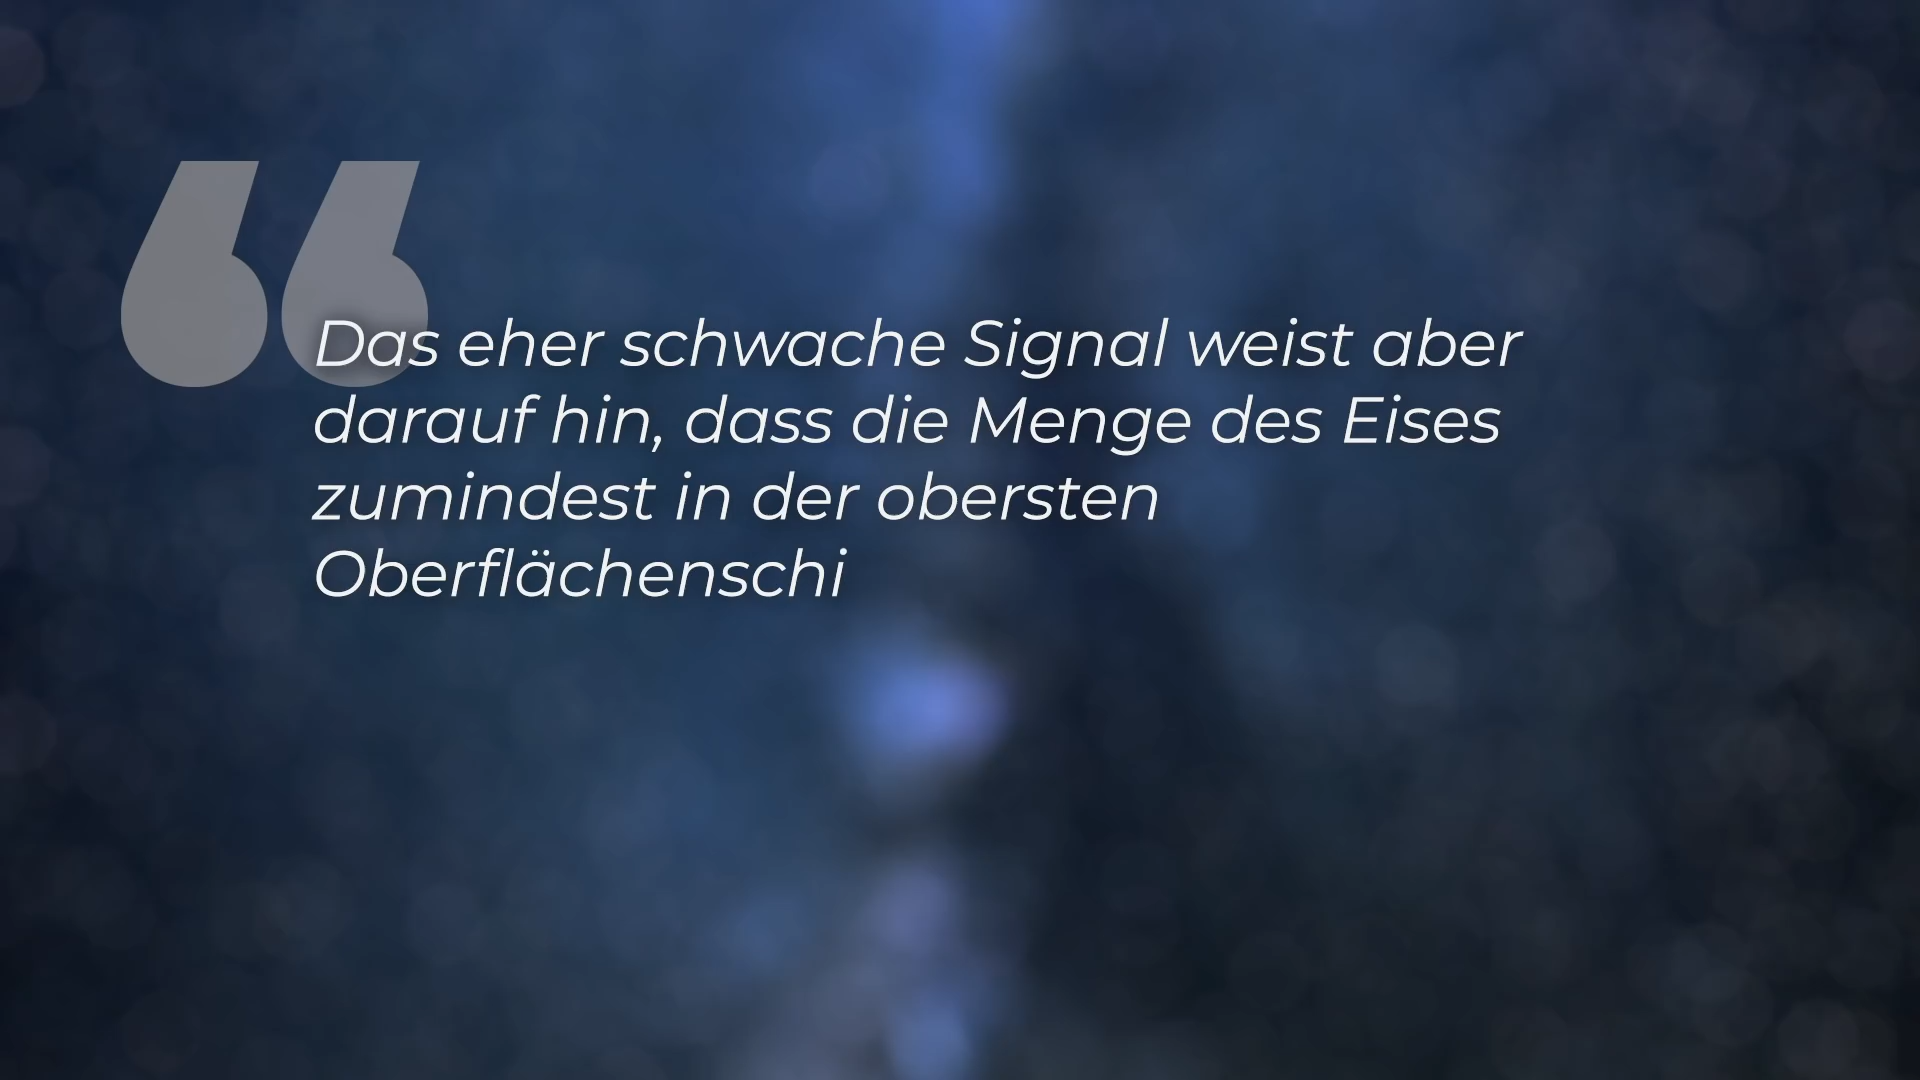 Das eher schwache Signal weist aber
darauf hin, dass die Menge des Eises
zumindest in der obersten
Oberflächenschi